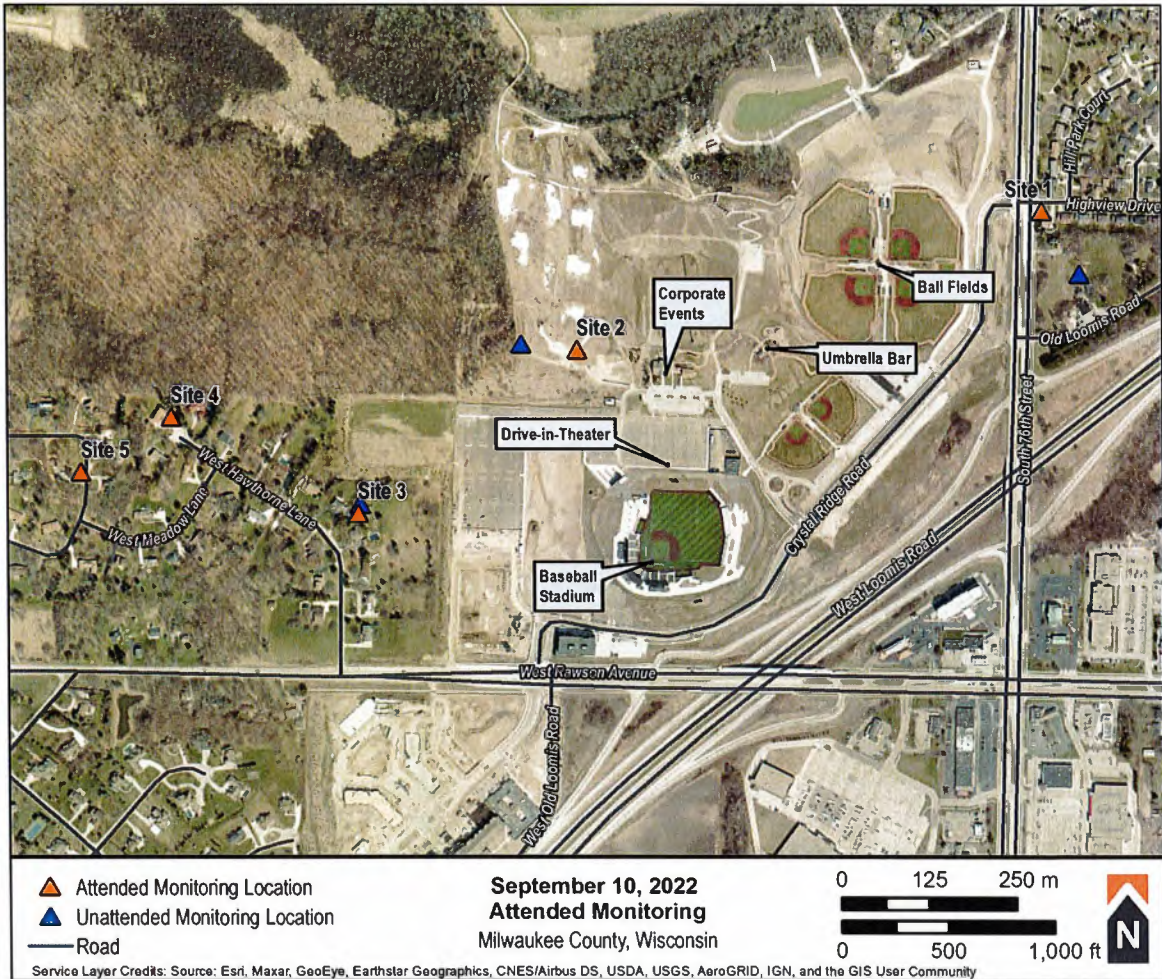 Hill Park Court
Site 1
Highview Drive
Ball Fields
Corporate
Events
Old Loomis Road
Site 2
Umbrella Bar
Site 4
Drive-in-Theater
South 76th Street
Site 5
West Hawthorne Lane
Site 3
West Meadow Lane
Crystal Ridge Road
West Loomis Road
Baseball
Stadium
West Rawson Avenue
West Old Loomis Road
Attended Monitoring Location
Unattended Monitoring Location
Road
September 10, 2022
Attended Monitoring
Milwaukee County, Wisconsin
0 125 250 m
0 500 1,000 ft
N
Service Layer Credits: Source: Esri, Maxar, GeoEye, Earthstar Geographics, CNES/Airbus DS, USDA, USGS, AeroGRID, IGN, and the GIS User Community